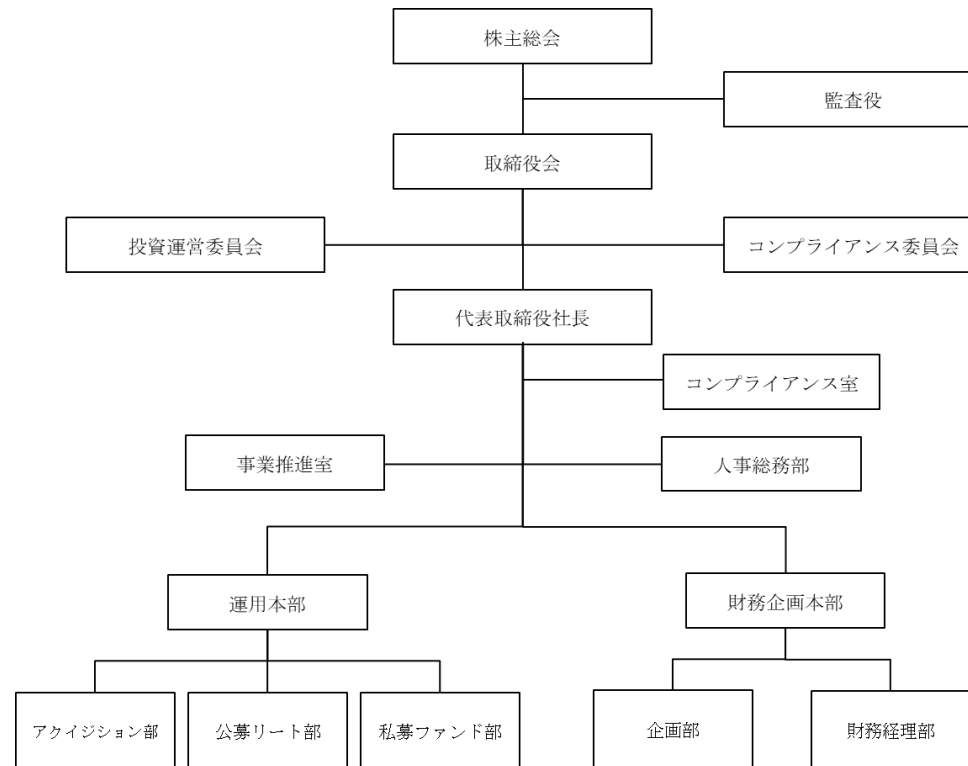 株主総会
監査役
取締役会
投資運営委員会
コンプライアンス委員会
代表取締役社長
コンプライアンス室
事業推進室
人事総務部
運用本部
財務企画本部
アクイジション部
公募リート部
私募ファンド部
企画部
財務経理部